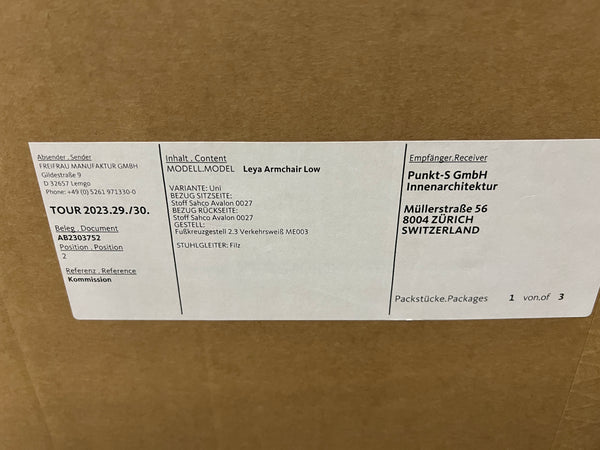 Absender . Sender
FREIFRAU MANUFAKTUR GMBH
Gildestraße 9
D 32657 Lemgo
Phone: +49 (0) 5261 971330-0
TOUR 2023.29./30.
Beleg . Document
AB2303752
Position . Position
2
Referenz . Reference
Kommission
Inhalt . Content
MODELL.MODEL Leya Armchair Low
VARIANTE: Uni
BEZUG SITZSEITE:
Stoff Sahco Avalon 0027
BEZUG RÜCKSEITE:
Stoff Sahco Avalon 0027
GESTELL:
Fußkreuzgestell 2.3 Verkehrsweiß ME003
STUHLGLEITER: Filz
Empfänger.Receiver
Punkt-S GmbH
Innenarchitektur
Müllerstraße 56
8004 ZÜRICH
SWITZERLAND
Packstücke.Packages 1 von.of 3